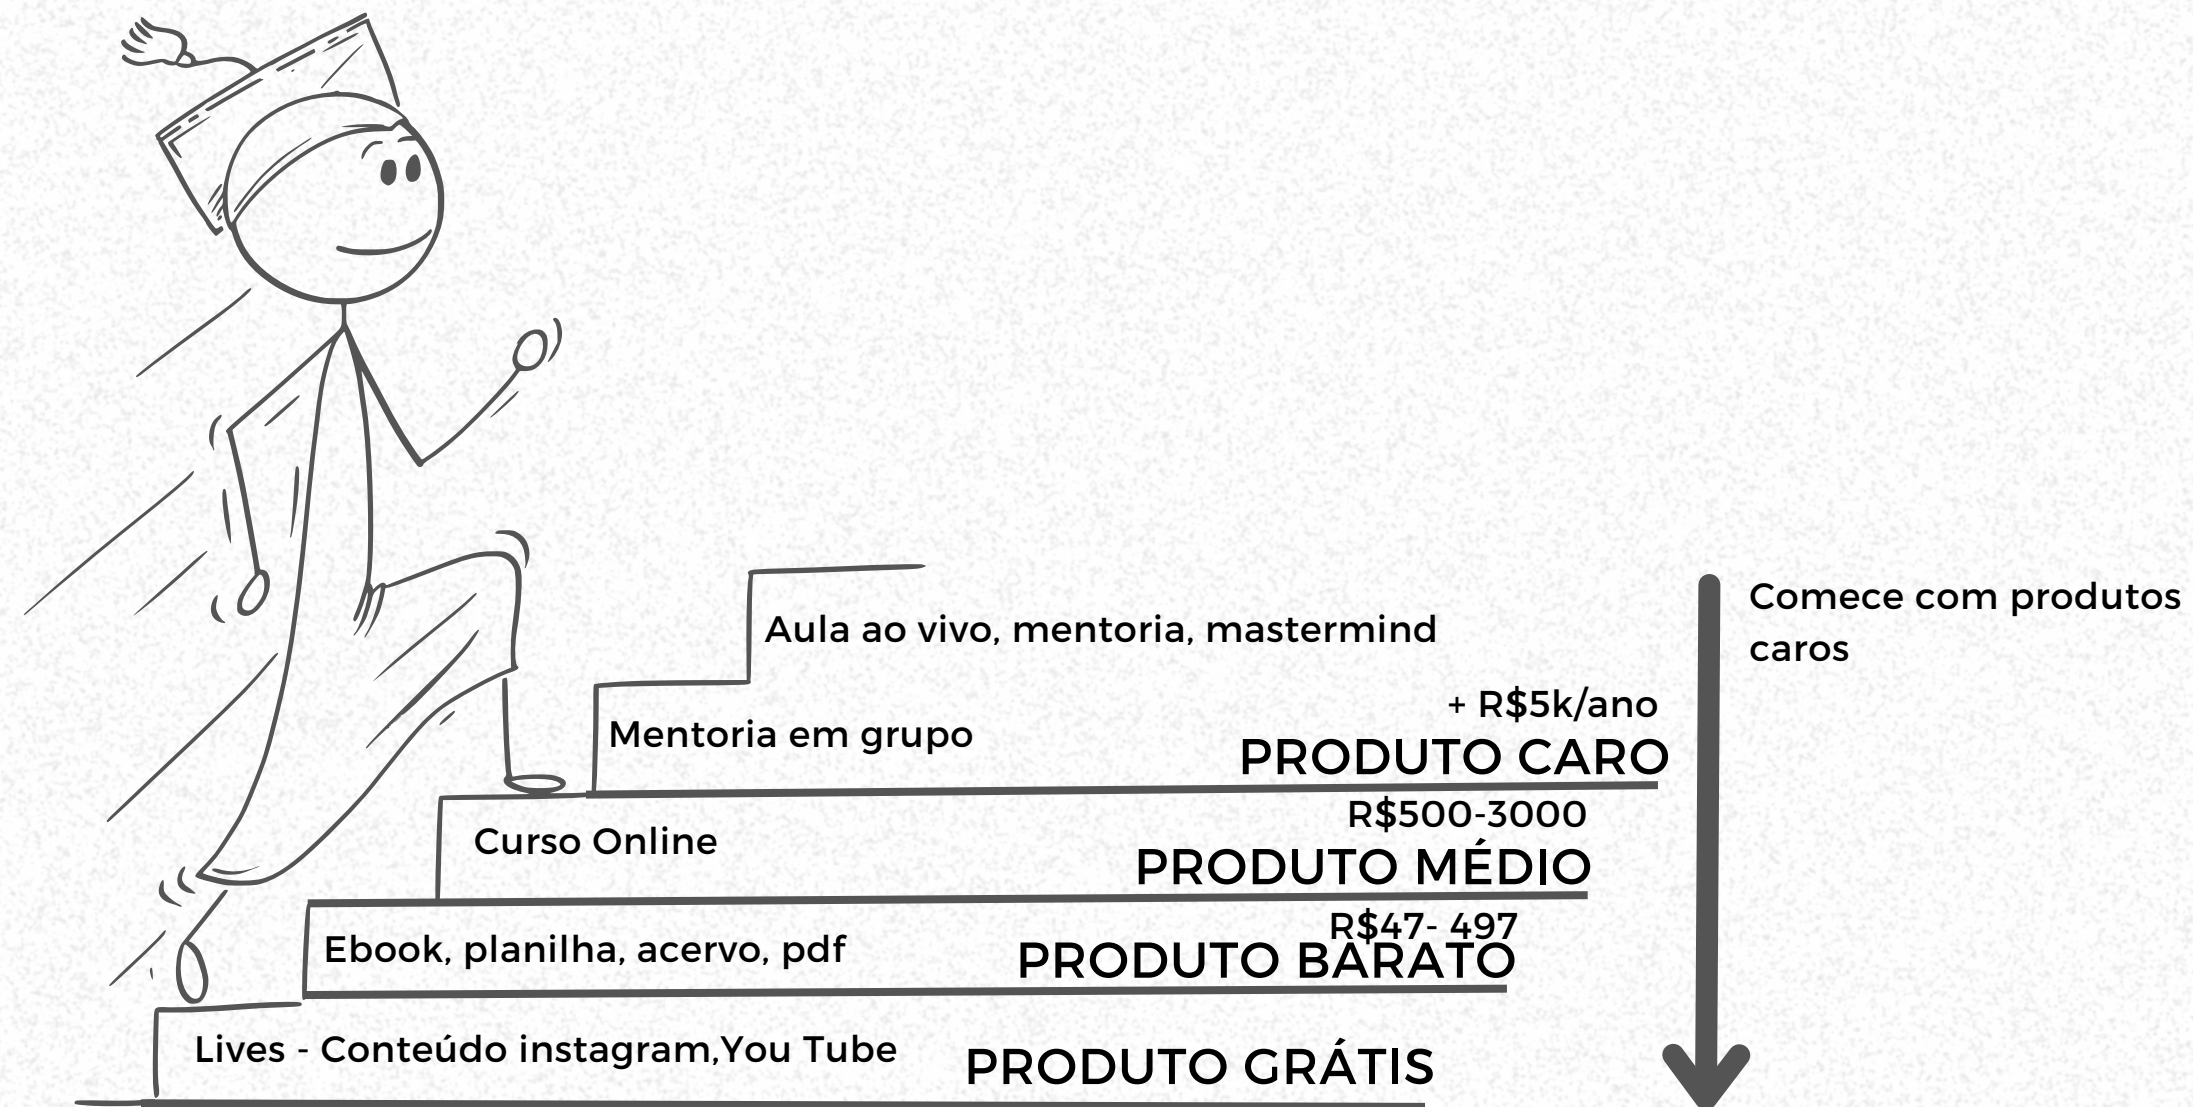 Comece com produtos
caros
Aula ao vivo, mentoria, mastermind
+ R$5k/ano
Mentoria em grupo
PRODUTO CARO
R$500-3000
Curso Online
PRODUTO MÉDIO
R$47- 497
Ebook, planilha, acervo, pdf
PRODUTO BARATO
Lives - Conteúdo instagram,You Tube
PRODUTO GRÁTIS